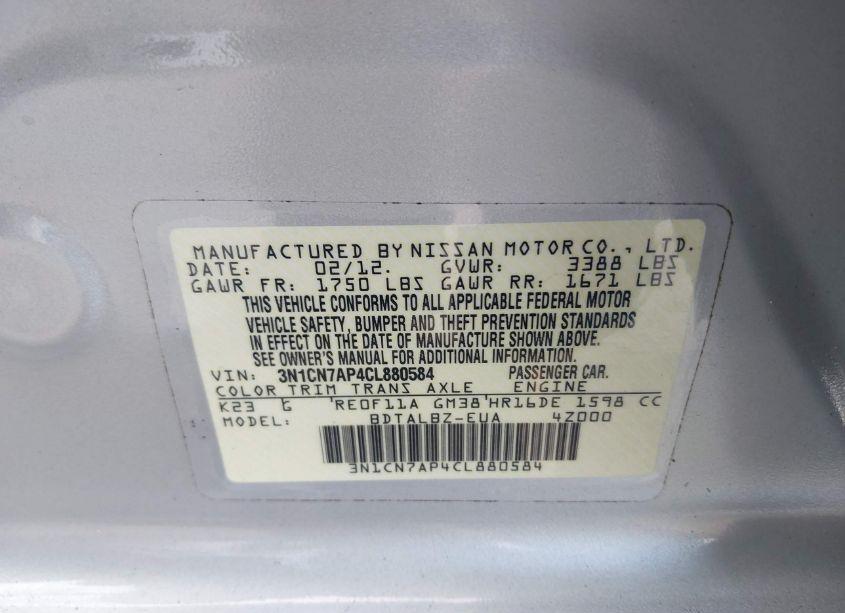 MANUFACTURED BY NISSAN MOTOR CO., LTD.
DATE: 02/12. GVWR: 3388 LBS
GAWR FR: 1750 LBS GAWR RR: 1671 LBS
THIS VEHICLE CONFORMS TO ALL APPLICABLE FEDERAL MOTOR
VEHICLE SAFETY, BUMPER AND THEFT PREVENTION STANDARDS
IN EFFECT ON THE DATE OF MANUFACTURE SHOWN ABOVE.
SEE OWNER'S MANUAL FOR ADDITIONAL INFORMATION.
VIN: 3N1CN7AP4CL880584 PASSENGER CAR.
COLOR TRIM TRANS AXLE ENGINE
K23 G 'RE0F11A GM38'HR16DE 1598 CC
MODEL: BDTALBZ-EUA 4Z000
3N1CN7AP4CL880584